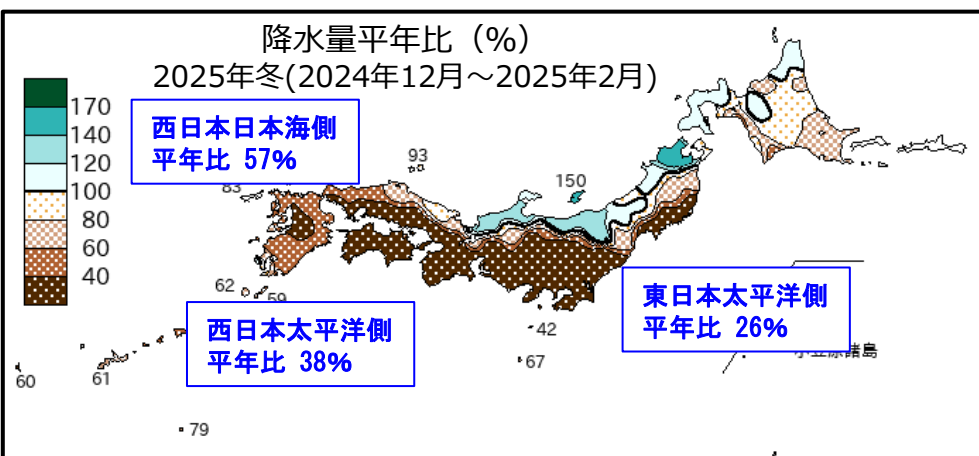 降水量平年比（%）
2025年冬(2024年12月～2025年2月)
170
140
120
100
80
60
40
西日本日本海側
平年比 57%
93
83
150
62
59
西日本太平洋側
平年比 38%
東日本太平洋側
平年比 26%
42
67
小笠原諸島
60
61
79